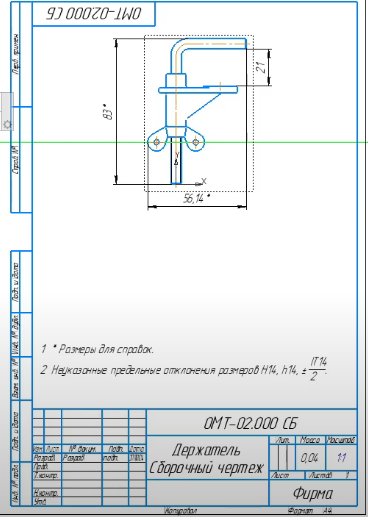 ОМТ-02.000 СБ
Перв. примен.
Справ. №
83*
21
Y
X
56,14*
Подп. и дата
Инв. № дубл.
Взам. инв. №
Подп. и дата
Инв. № подл.
1 * Размеры для справок.
2 Неуказанные предельные отклонения размеров H14, h14, ± IT14
2
ОМТ-02.000 СБ
Изм. Лист № докум. Подп. Дата
Разраб. Разраб подп.
Пров.
Т.контр.
Н.контр.
Утв.
Держатель
Сборочный чертеж
Лит. Масса Масштаб
0,04 1:1
Лист Листов 1
Фирма
Копировал Формат А4